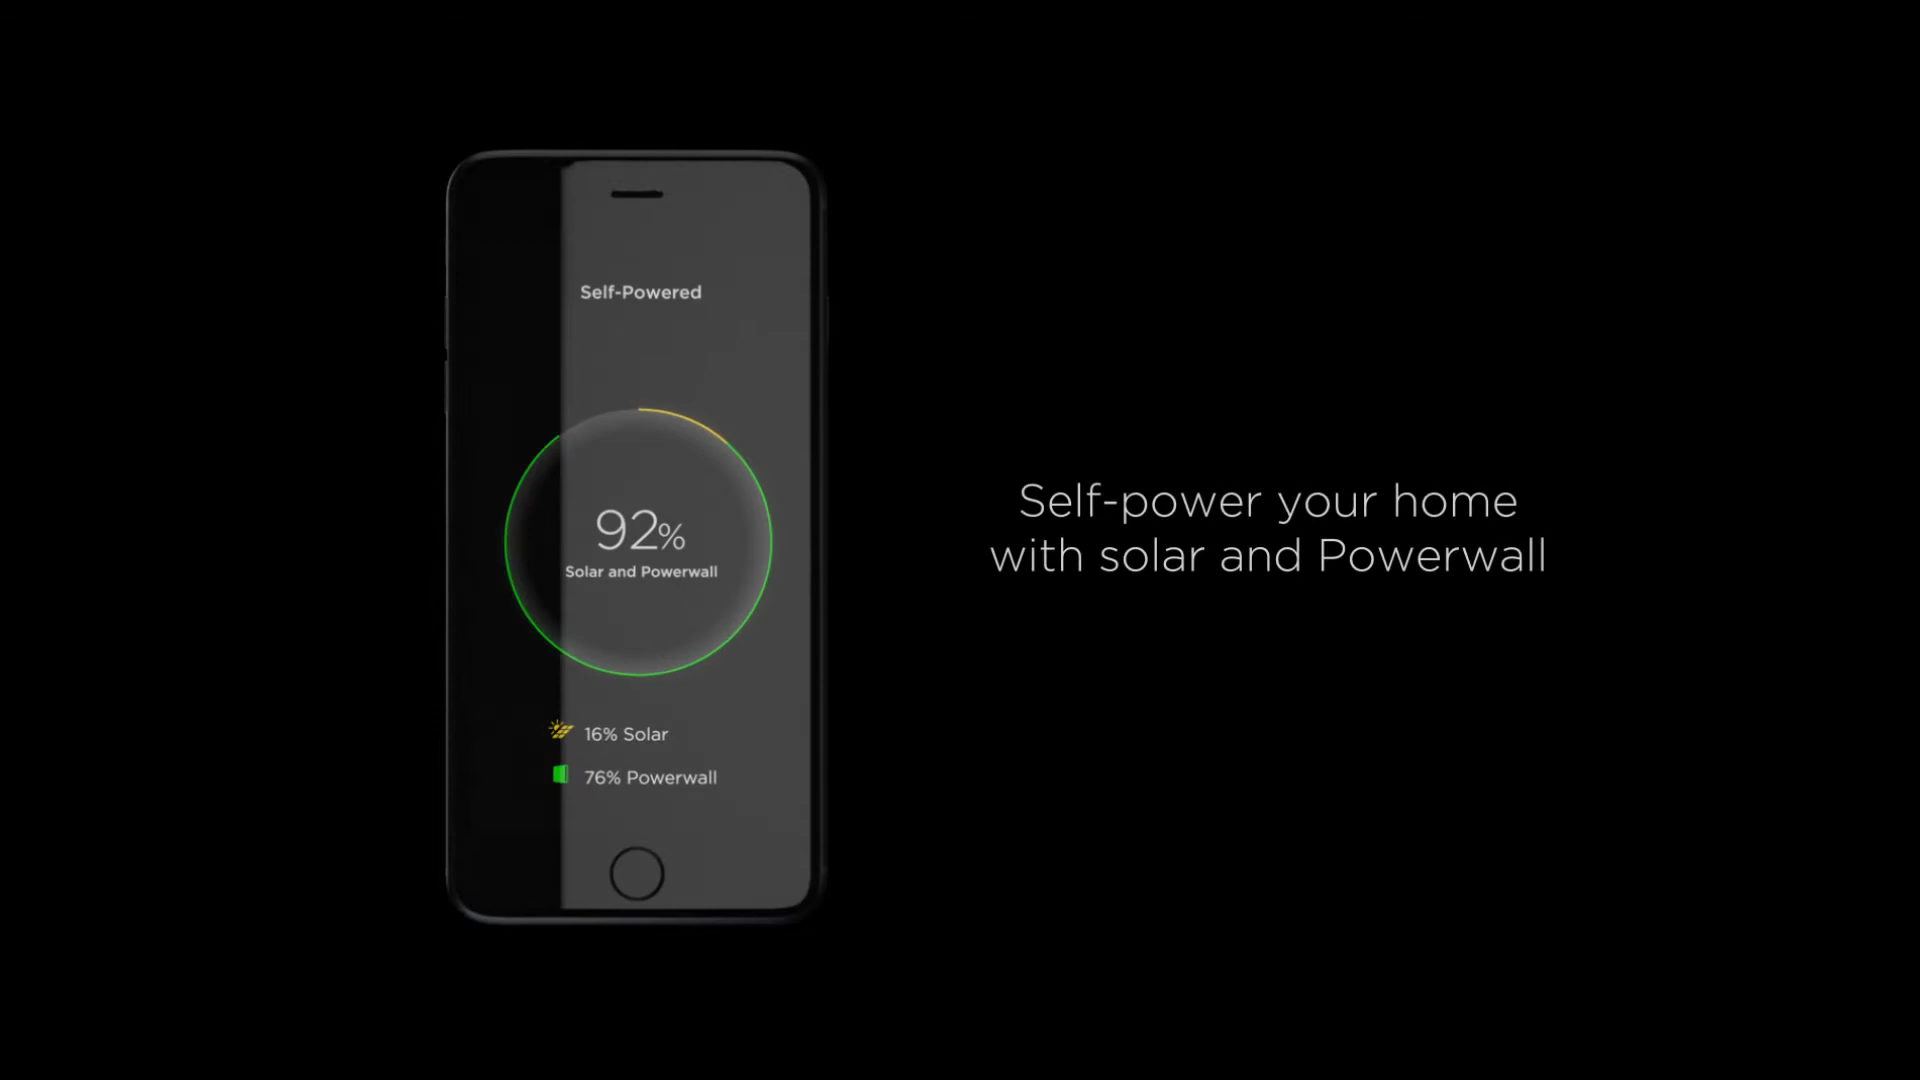 Self-Powered
92%
Solar and Powerwall
16% Solar
76% Powerwall
Self-power your home
with solar and Powerwall